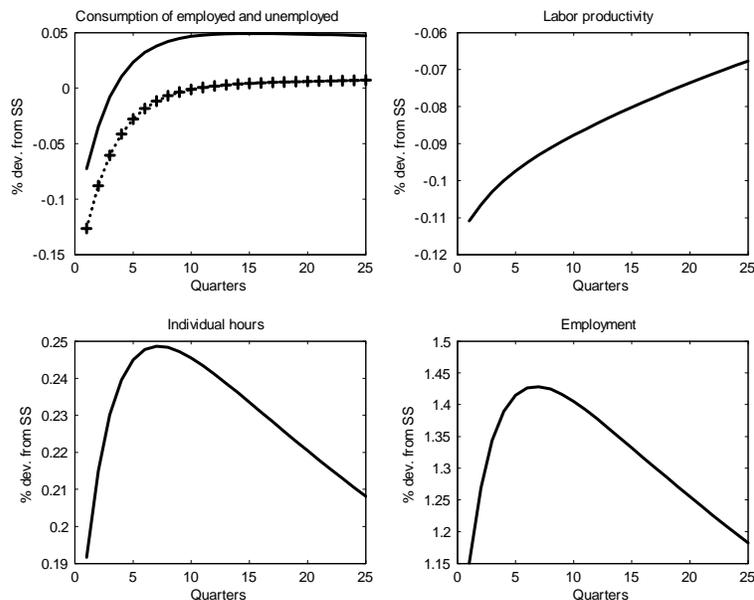 Consumption of employed and unemployed
0.05
0
-0.05
-0.1
-0.15
% dev. from SS
0 5 10 15 20 25
Quarters
Labor productivity
-0.06
-0.07
-0.08
-0.09
-0.1
-0.11
-0.12
% dev. from SS
0 5 10 15 20 25
Quarters
Individual hours
0.25
0.24
0.23
0.22
0.21
0.2
0.19
% dev. from SS
0 5 10 15 20 25
Quarters
Employment
1.5
1.45
1.4
1.35
1.3
1.25
1.2
1.15
% dev. from SS
0 5 10 15 20 25
Quarters